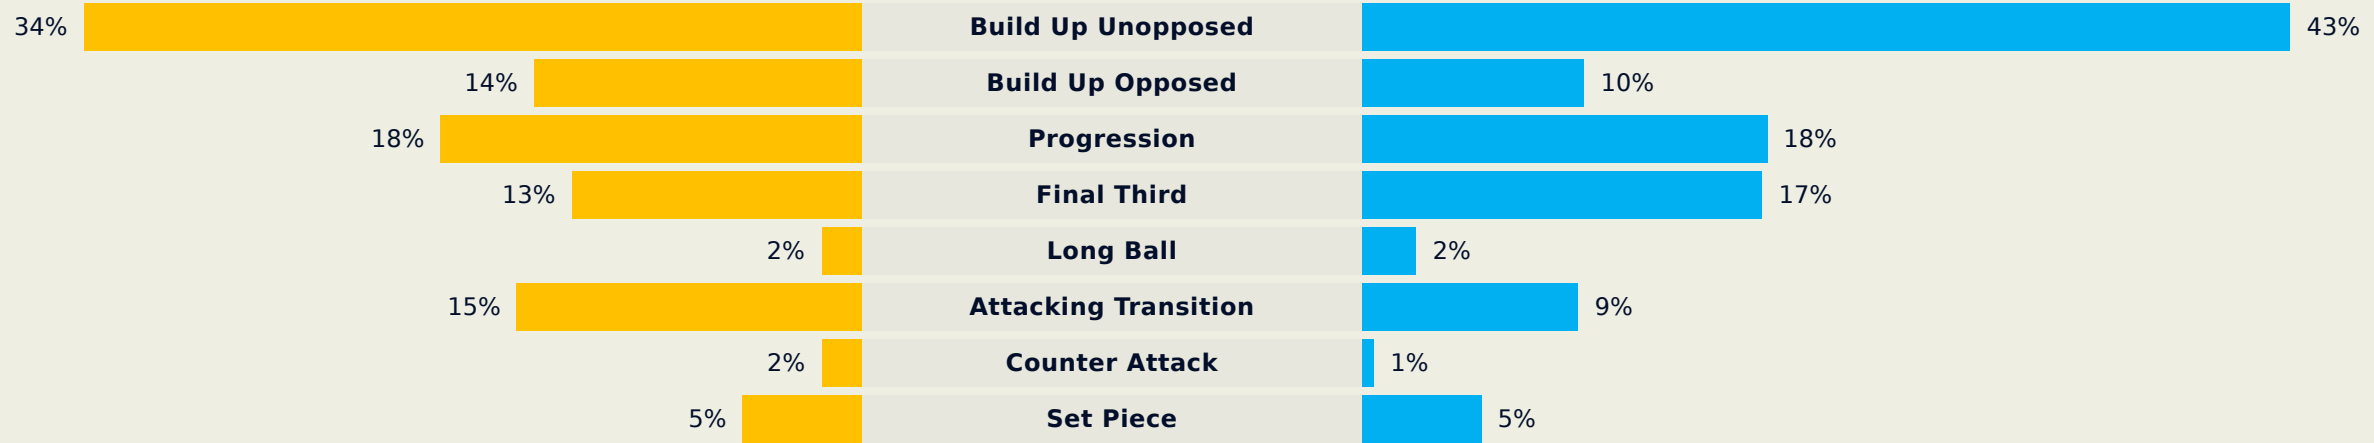 34% Build Up Unopposed 43%
14% Build Up Opposed 10%
18% Progression 18%
13% Final Third 17%
2% Long Ball 2%
15% Attacking Transition 9%
2% Counter Attack 1%
5% Set Piece 5%